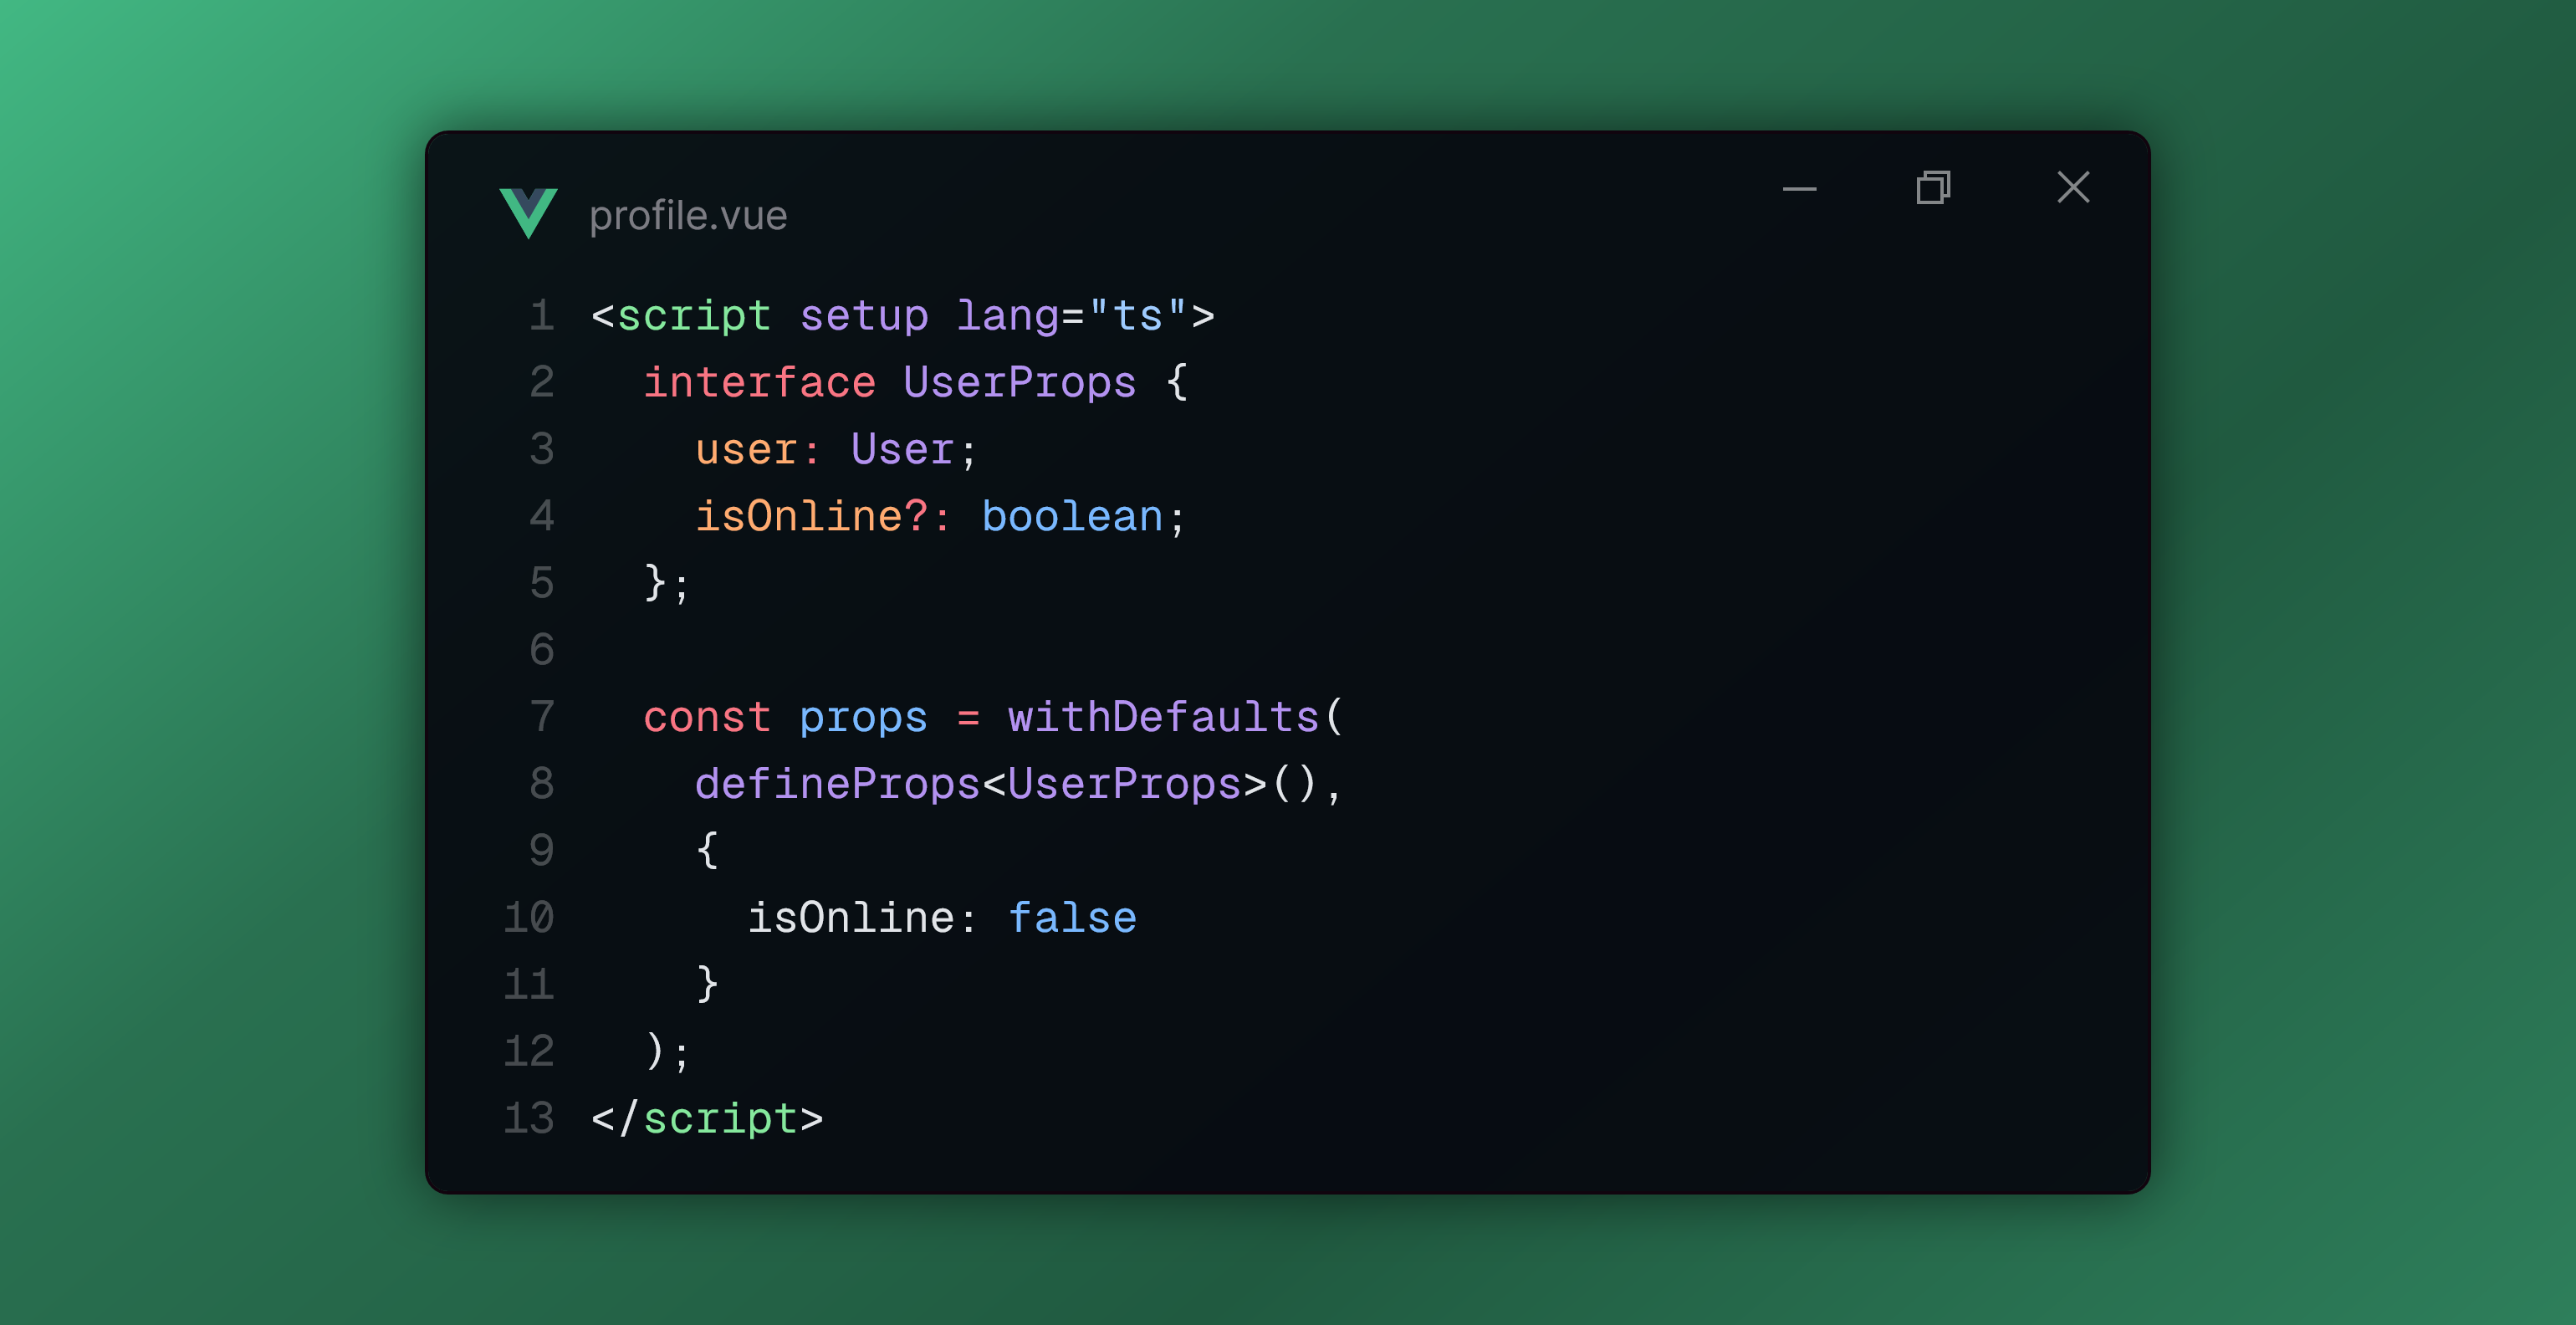 profile.vue
1 <script setup lang="ts">
2   interface UserProps {
3     user: User;
4     isOnline?: boolean;
5   };
6
7   const props = withDefaults(
8     defineProps<UserProps>(),
9     {
10       isOnline: false
11     }
12   );
13 </script>